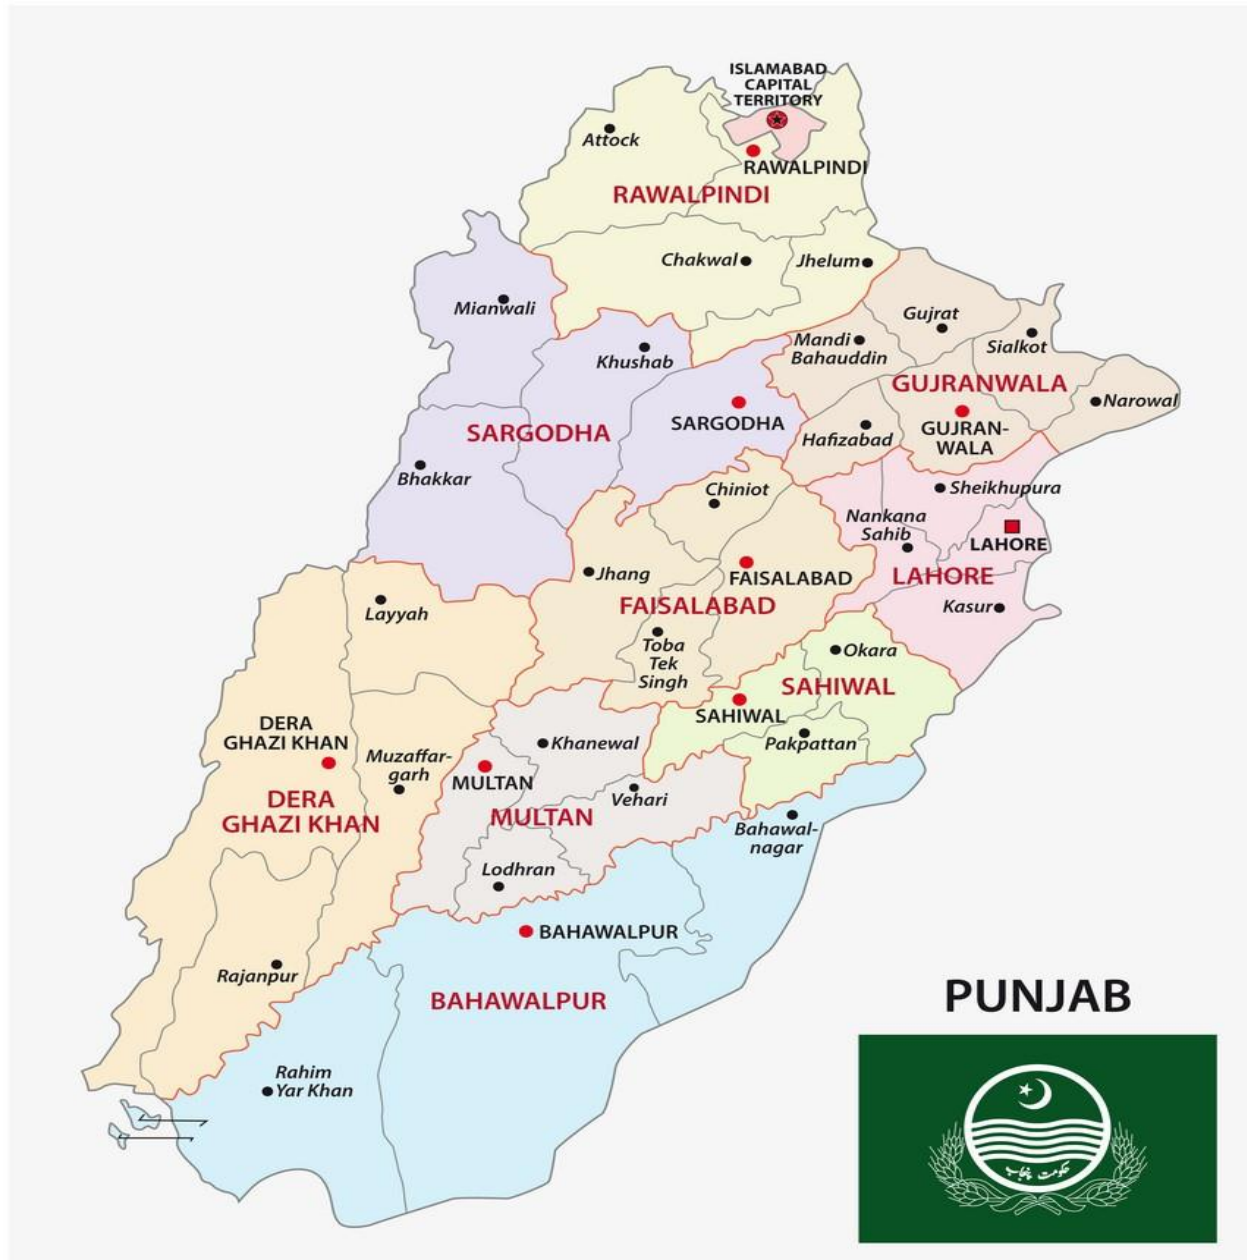 ISLAMABAD
CAPITAL
TERRITORY
Attock
RAWALPINDI
RAWALPINDI
Chakwal
Jhelum
Mianwali
Gujrat
Khushab
Mandi
Bahauddin
Sialkot
GUJRANWALA
Narowal
SARGODHA
SARGODHA
Hafizabad
GUJRAN-
WALA
Bhakkar
Chiniot
Sheikhupura
Nankana
Sahib
LAHORE
Jhang
FAISALABAD
LAHORE
FAISALABAD
Kasur
Layyah
Toba
Tek
Singh
Okara
SAHIWAL
SAHIWAL
DERA
GHAZI KHAN
Muzaffar-
garh
Khanewal
Pakpattan
MULTAN
Vehari
DERA
GHAZI KHAN
MULTAN
Bahawal-
nagar
Lodhran
BAHAWALPUR
Rajanpur
BAHAWALPUR
PUNJAB
Rahim
Yar Khan
حکومت پنجاب